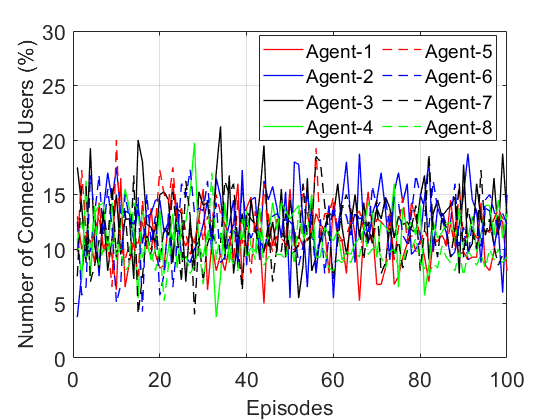 Number of Connected Users (%)
30
25
20
15
10
5
0
Agent-1 Agent-5
Agent-2 Agent-6
Agent-3 Agent-7
Agent-4 Agent-8
0 20 40 60 80 100
Episodes